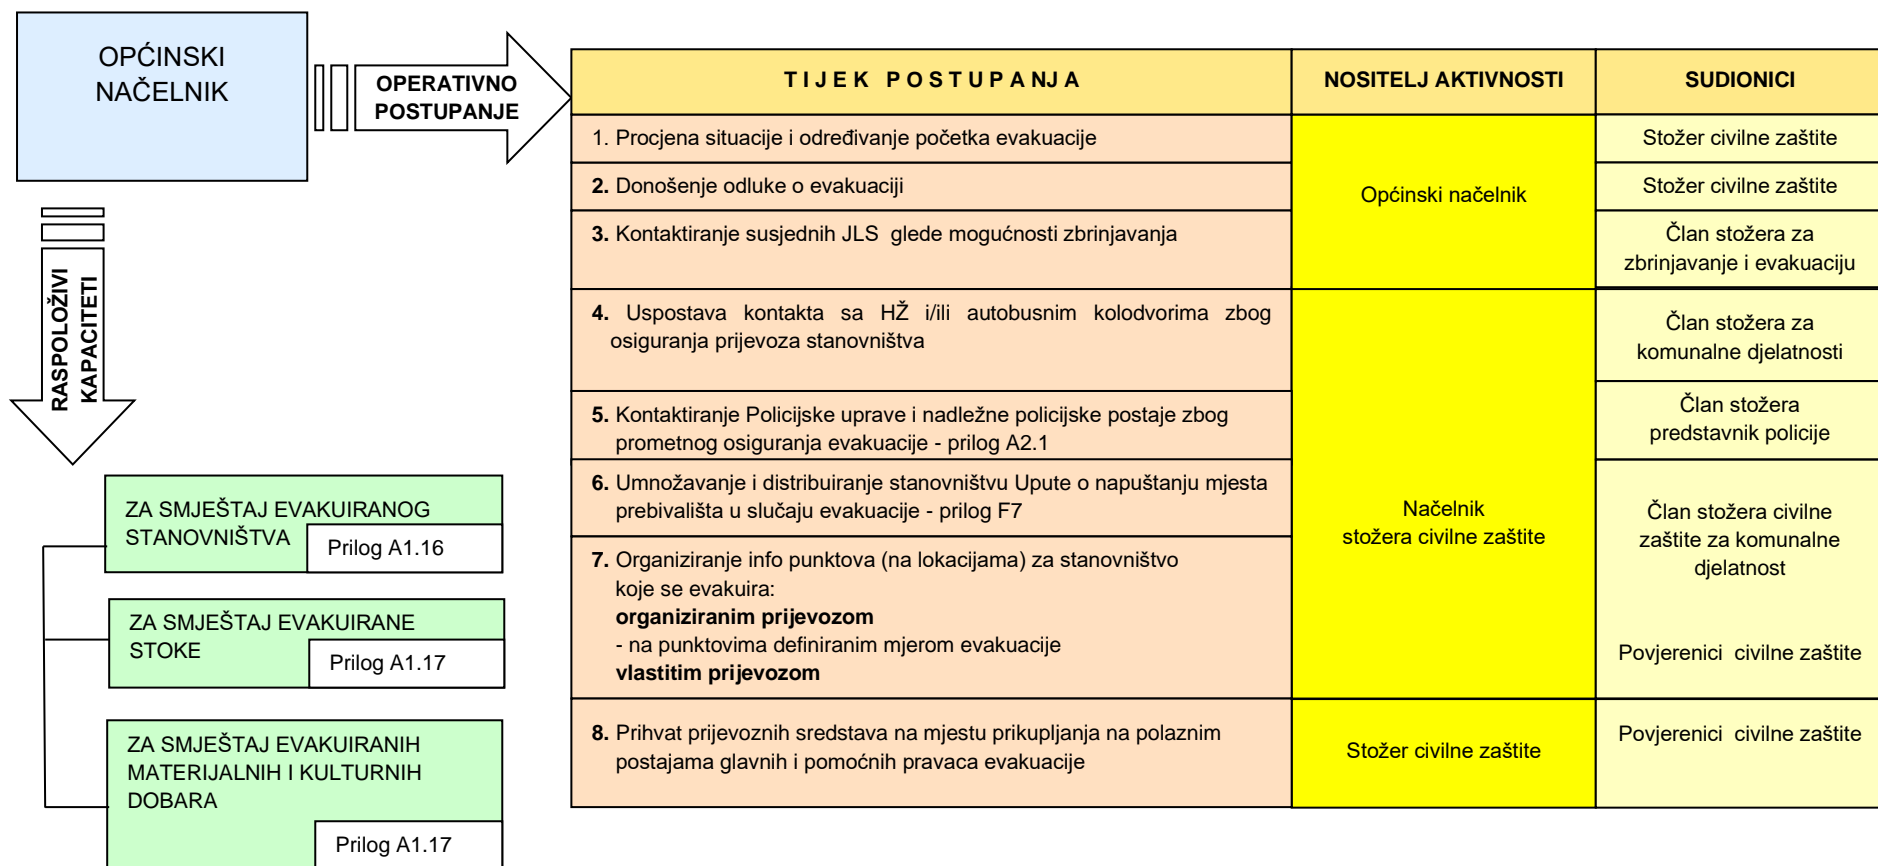 OPĆINSKI
NAČELNIK
OPERATIVNO
POSTUPANJE
RASPOLOŽIVI
KAPACITETI
ZA SMJEŠTAJ EVAKUIRANOG
STANOVNIŠTVA
Prilog A1.16
ZA SMJEŠTAJ EVAKUIRANE
STOKE
Prilog A1.17
ZA SMJEŠTAJ EVAKUIRANIH
MATERIJALNIH I KULTURNIH
DOBARA
Prilog A1.17
T I J E K P O S T U P A NJ A
NOSITELJ AKTIVNOSTI
SUDIONICI
1. Procjena situacije i određivanje početka evakuacije
Stožer civilne zaštite
2. Donošenje odluke o evakuaciji
Općinski načelnik
Stožer civilne zaštite
3. Kontaktiranje susjednih JLS glede mogućnosti zbrinjavanja
Član stožera za
zbrinjavanje i evakuaciju
4. Uspostava kontakta sa HŽ i/ili autobusnim kolodvorima zbog
osiguranja prijevoza stanovništva
Član stožera za
komunalne djelatnosti
5. Kontaktiranje Policijske uprave i nadležne policijske postaje zbog
prometnog osiguranja evakuacije - prilog A2.1
Član stožera
predstavnik policije
6. Umnožavanje i distribuiranje stanovništvu Upute o napuštanju mjesta
prebivališta u slučaju evakuacije - prilog F7
Načelnik
stožera civilne zaštite
Član stožera civilne
zaštite za komunalne
djelatnost
7. Organiziranje info punktova (na lokacijama) za stanovništvo
koje se evakuira:
organiziranim prijevozom
- na punktovima definiranim mjerom evakuacije
vlastitim prijevozom
Povjerenici civilne zaštite
8. Prihvat prijevoznih sredstava na mjestu prikupljanja na polaznim
postajama glavnih i pomoćnih pravaca evakuacije
Stožer civilne zaštite
Povjerenici civilne zaštite